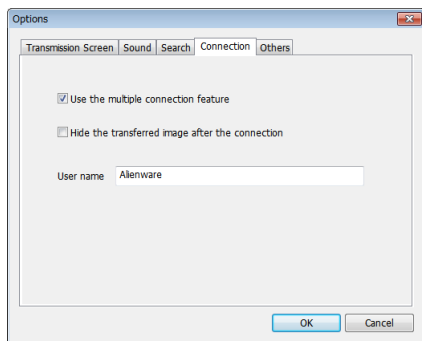 Options
Transmission Screen Sound Search Connection Others
Use the multiple connection feature
Hide the transferred image after the connection
User name Alienware
OK Cancel